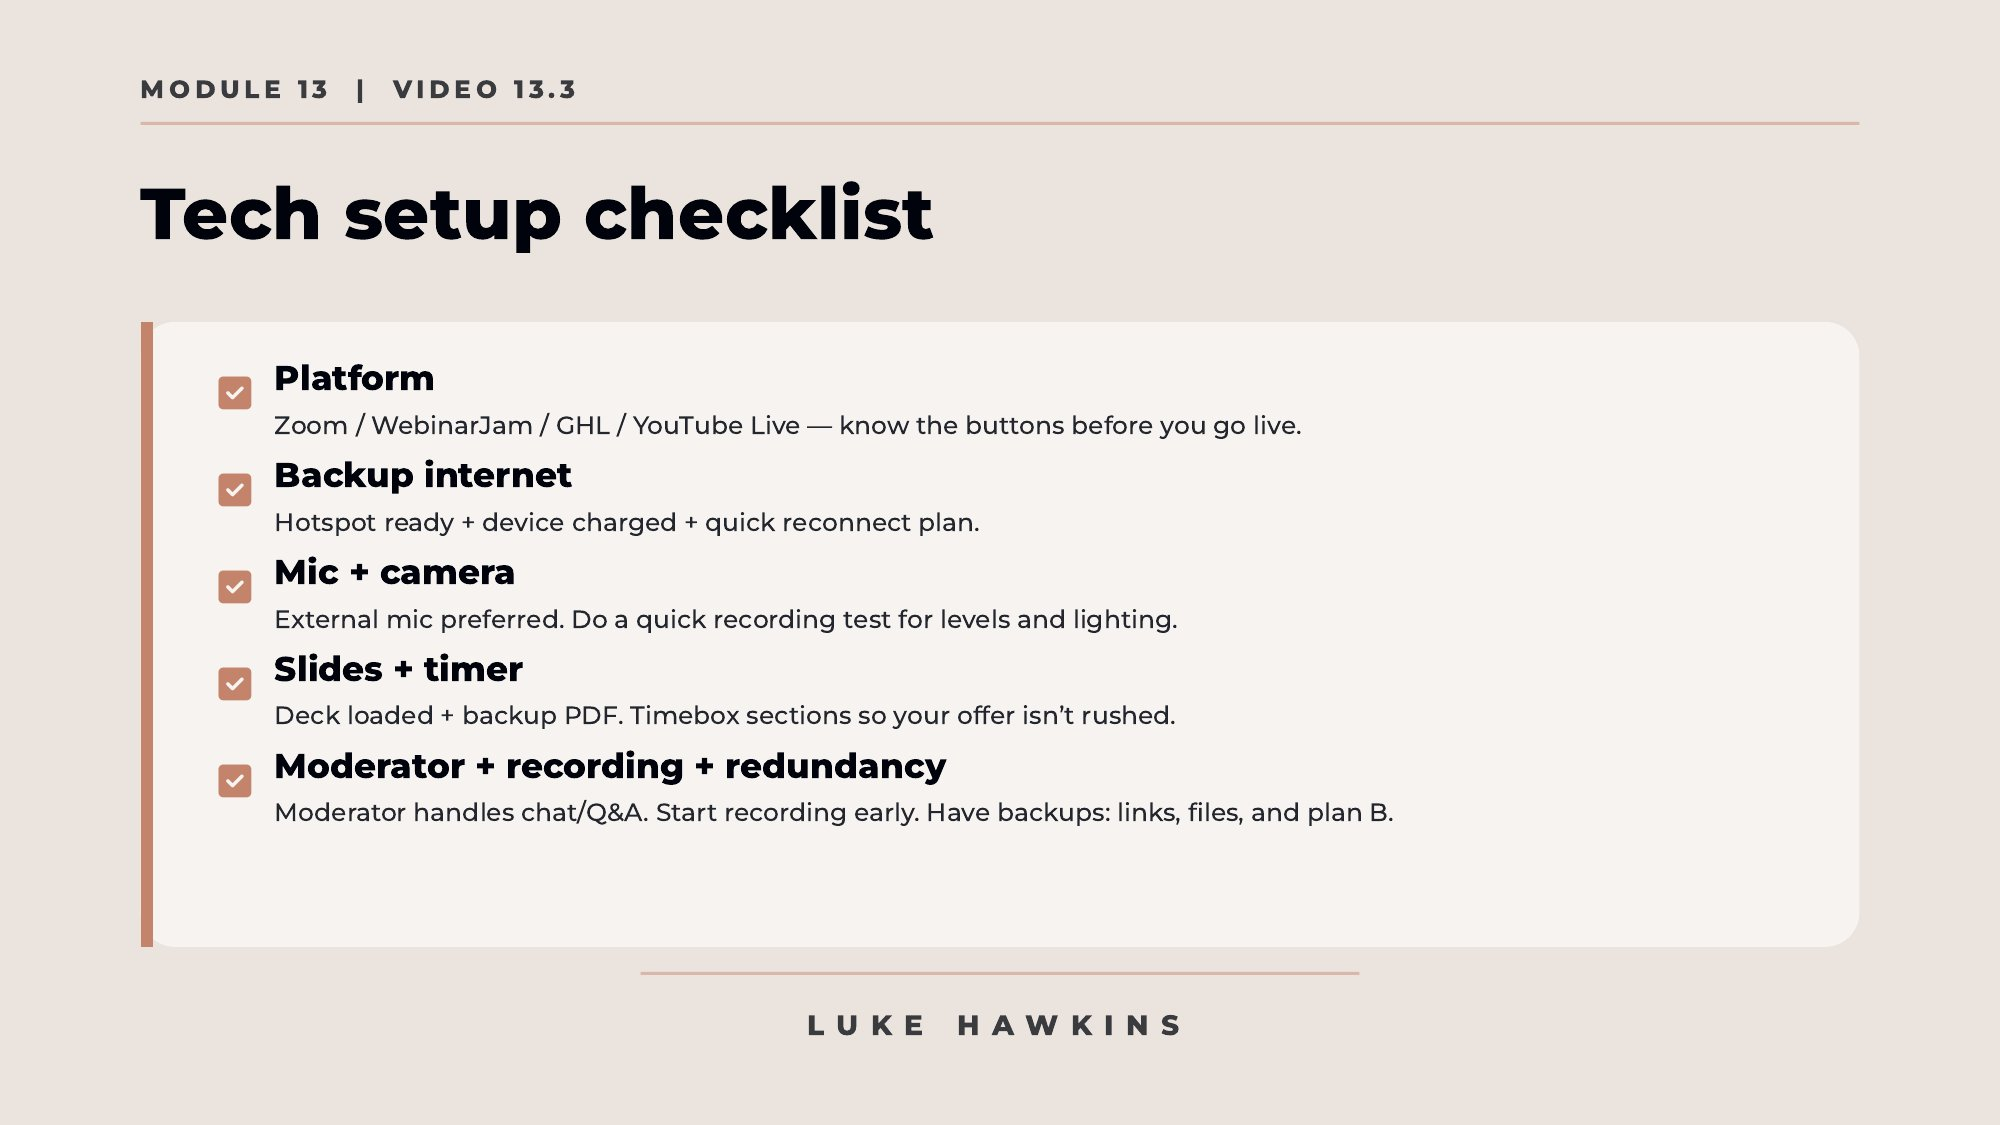 MODULE 13 | VIDEO 13.3
Tech setup checklist
Platform
Zoom / WebinarJam / GHL / YouTube Live — know the buttons before you go live.
Backup internet
Hotspot ready + device charged + quick reconnect plan.
Mic + camera
External mic preferred. Do a quick recording test for levels and lighting.
Slides + timer
Deck loaded + backup PDF. Timebox sections so your offer isn’t rushed.
Moderator + recording + redundancy
Moderator handles chat/Q&A. Start recording early. Have backups: links, files, and plan B.
LUKE HAWKINS